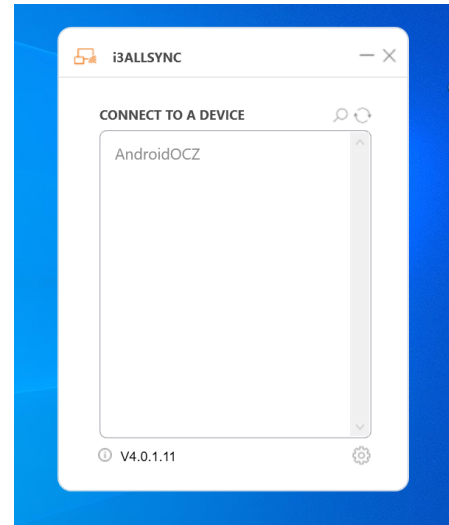 i3ALLSYNC
CONNECT TO A DEVICE
AndroidOCZ
V4.0.1.11